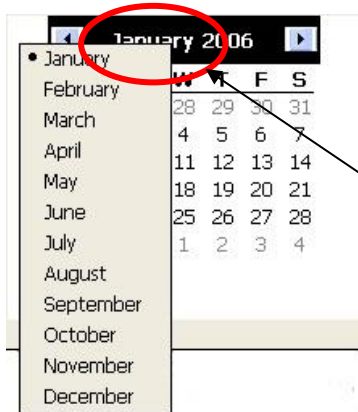 January 2006
W T F S
28 29 30 31
4 5 6 7
11 12 13 14
18 19 20 21
25 26 27 28
1 2 3 4
January
February
March
April
May
June
July
August
September
October
November
December